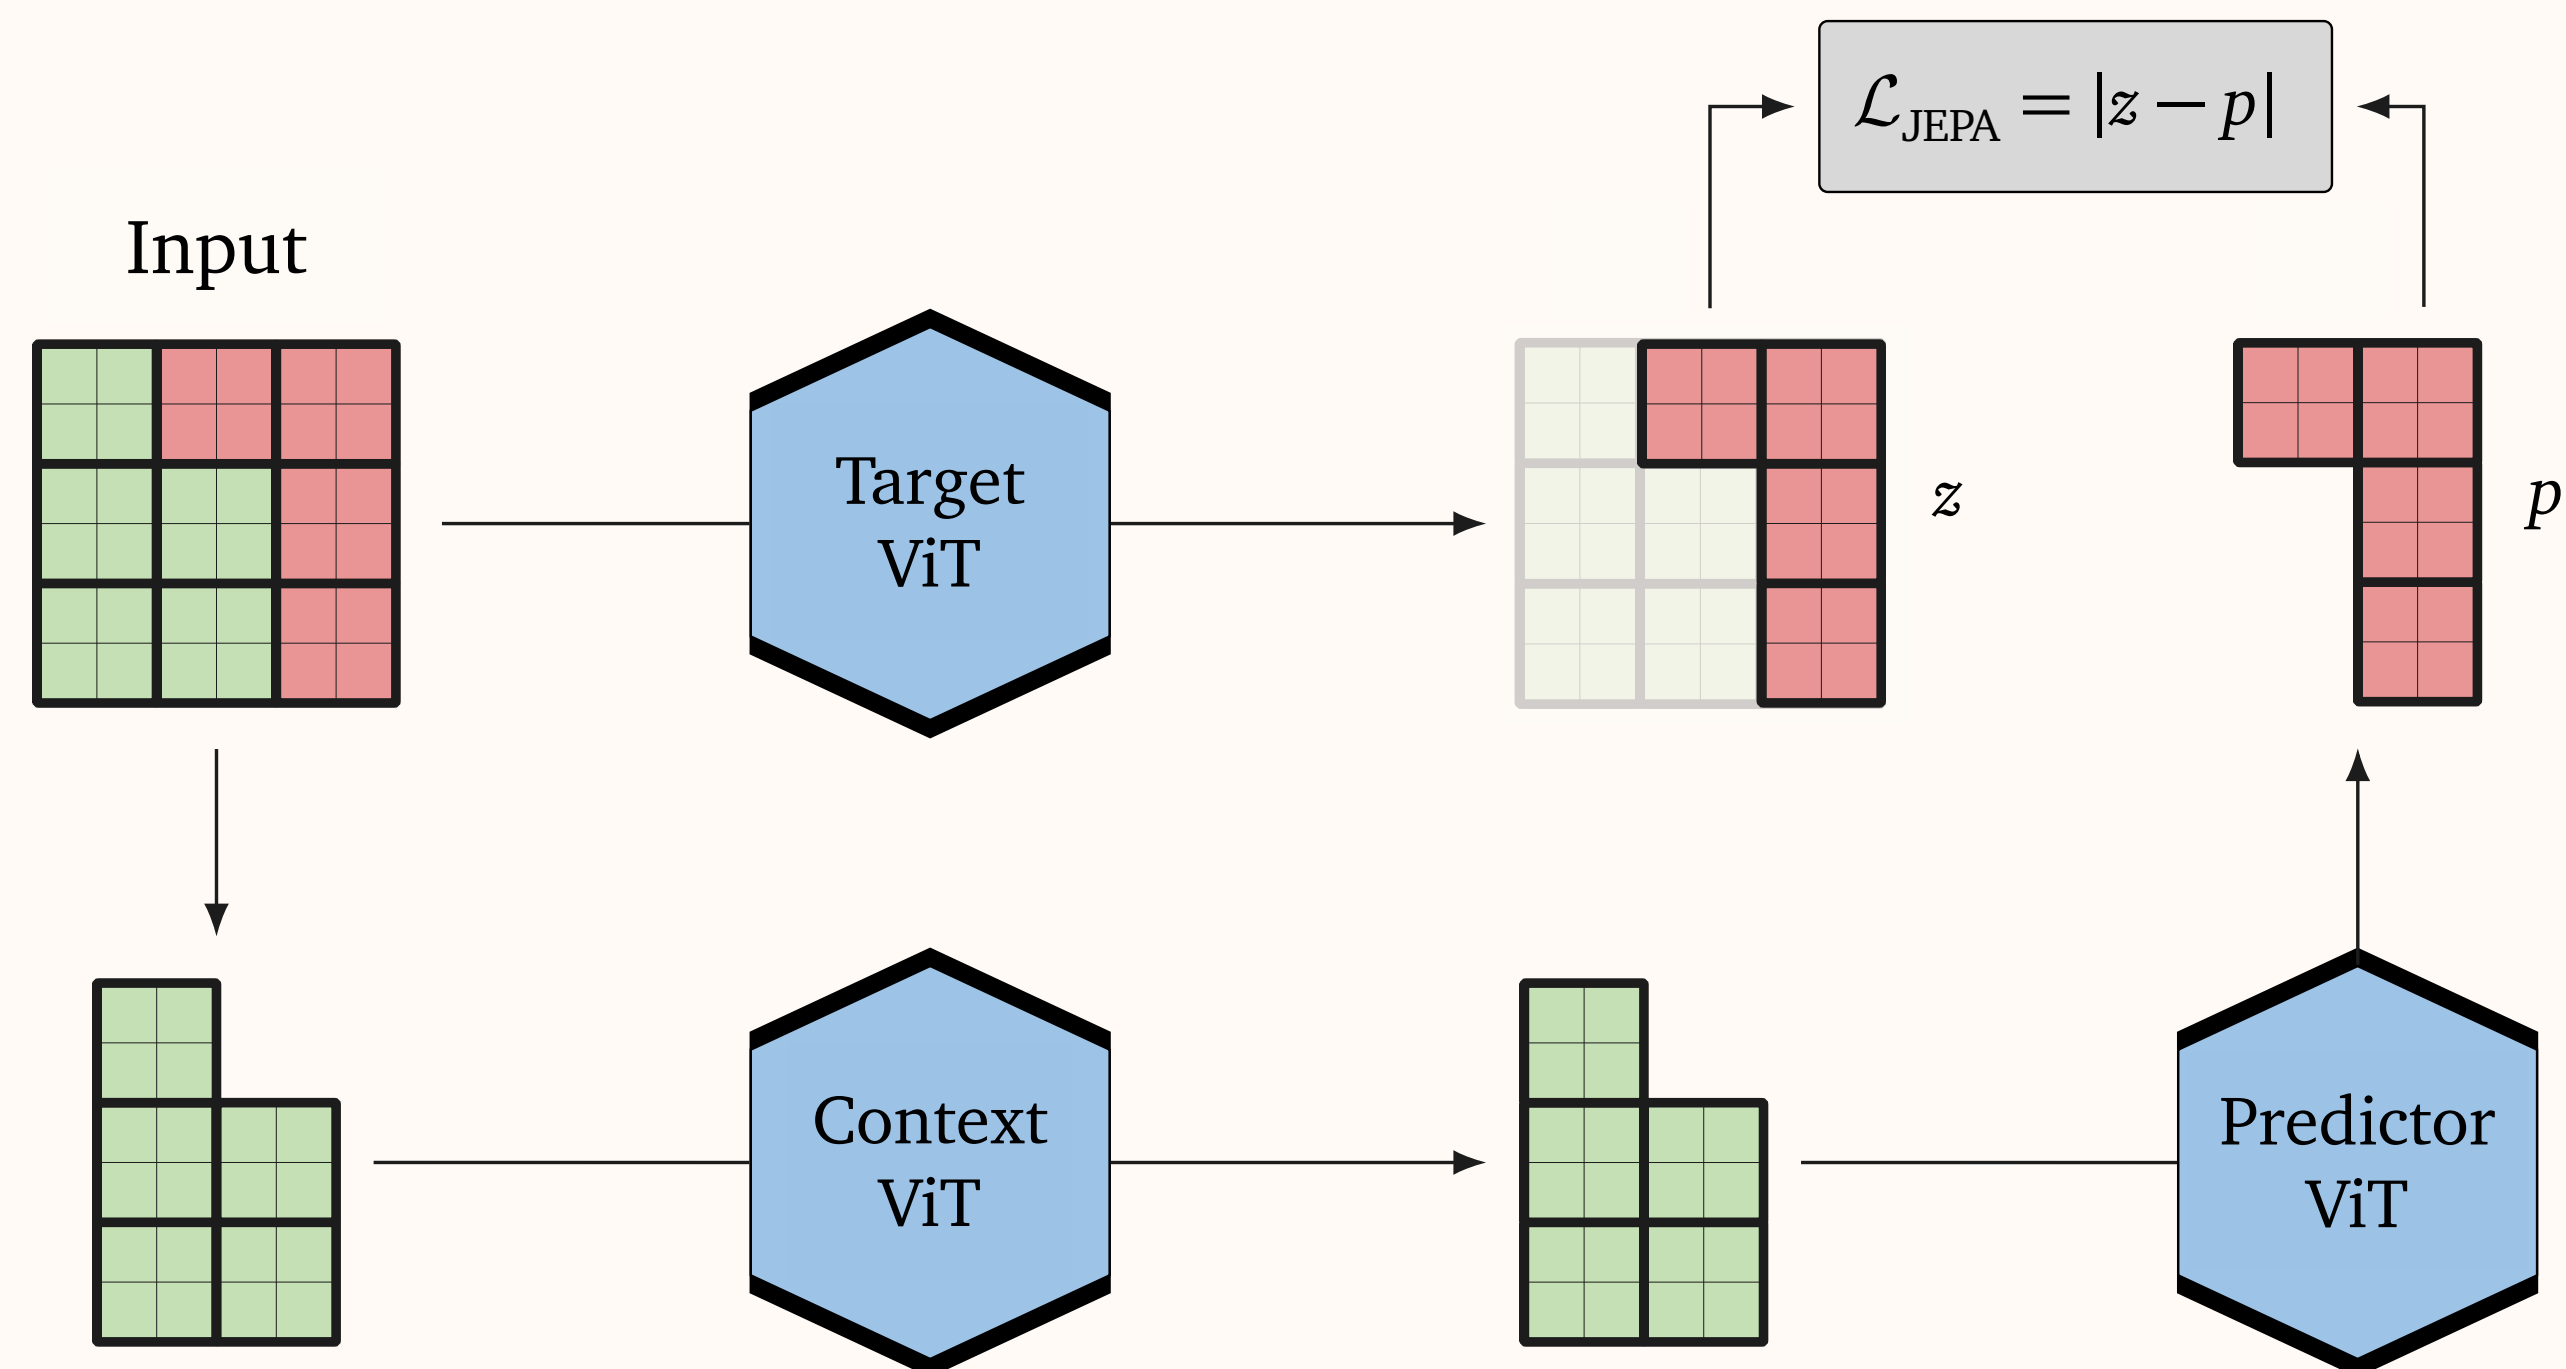 ℒ_JEPA = |z − p|
Input
Target
ViT
z
p
Context
ViT
Predictor
ViT